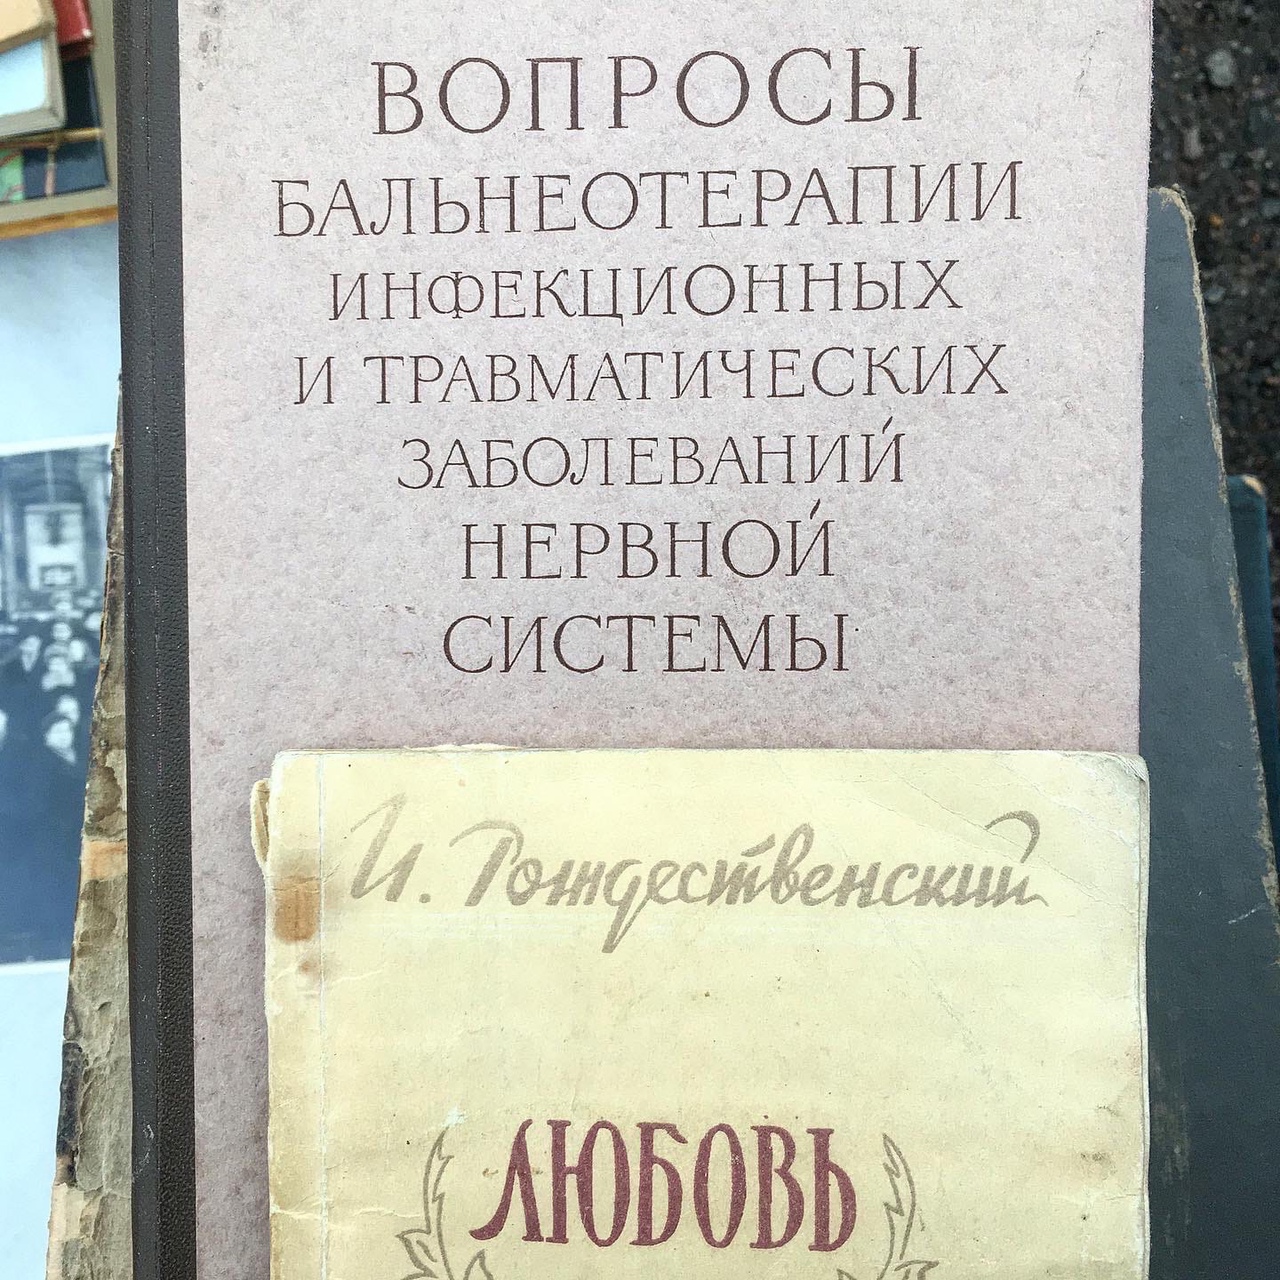 ВОПРОСЫ
БАЛЬНЕОТЕРАПИИ
ИНФЕКЦИОННЫХ
И ТРАВМАТИЧЕСКИХ
ЗАБОЛЕВАНИЙ
НЕРВНОЙ
СИСТЕМЫ
И. Рождественский
ЛЮБОВЬ